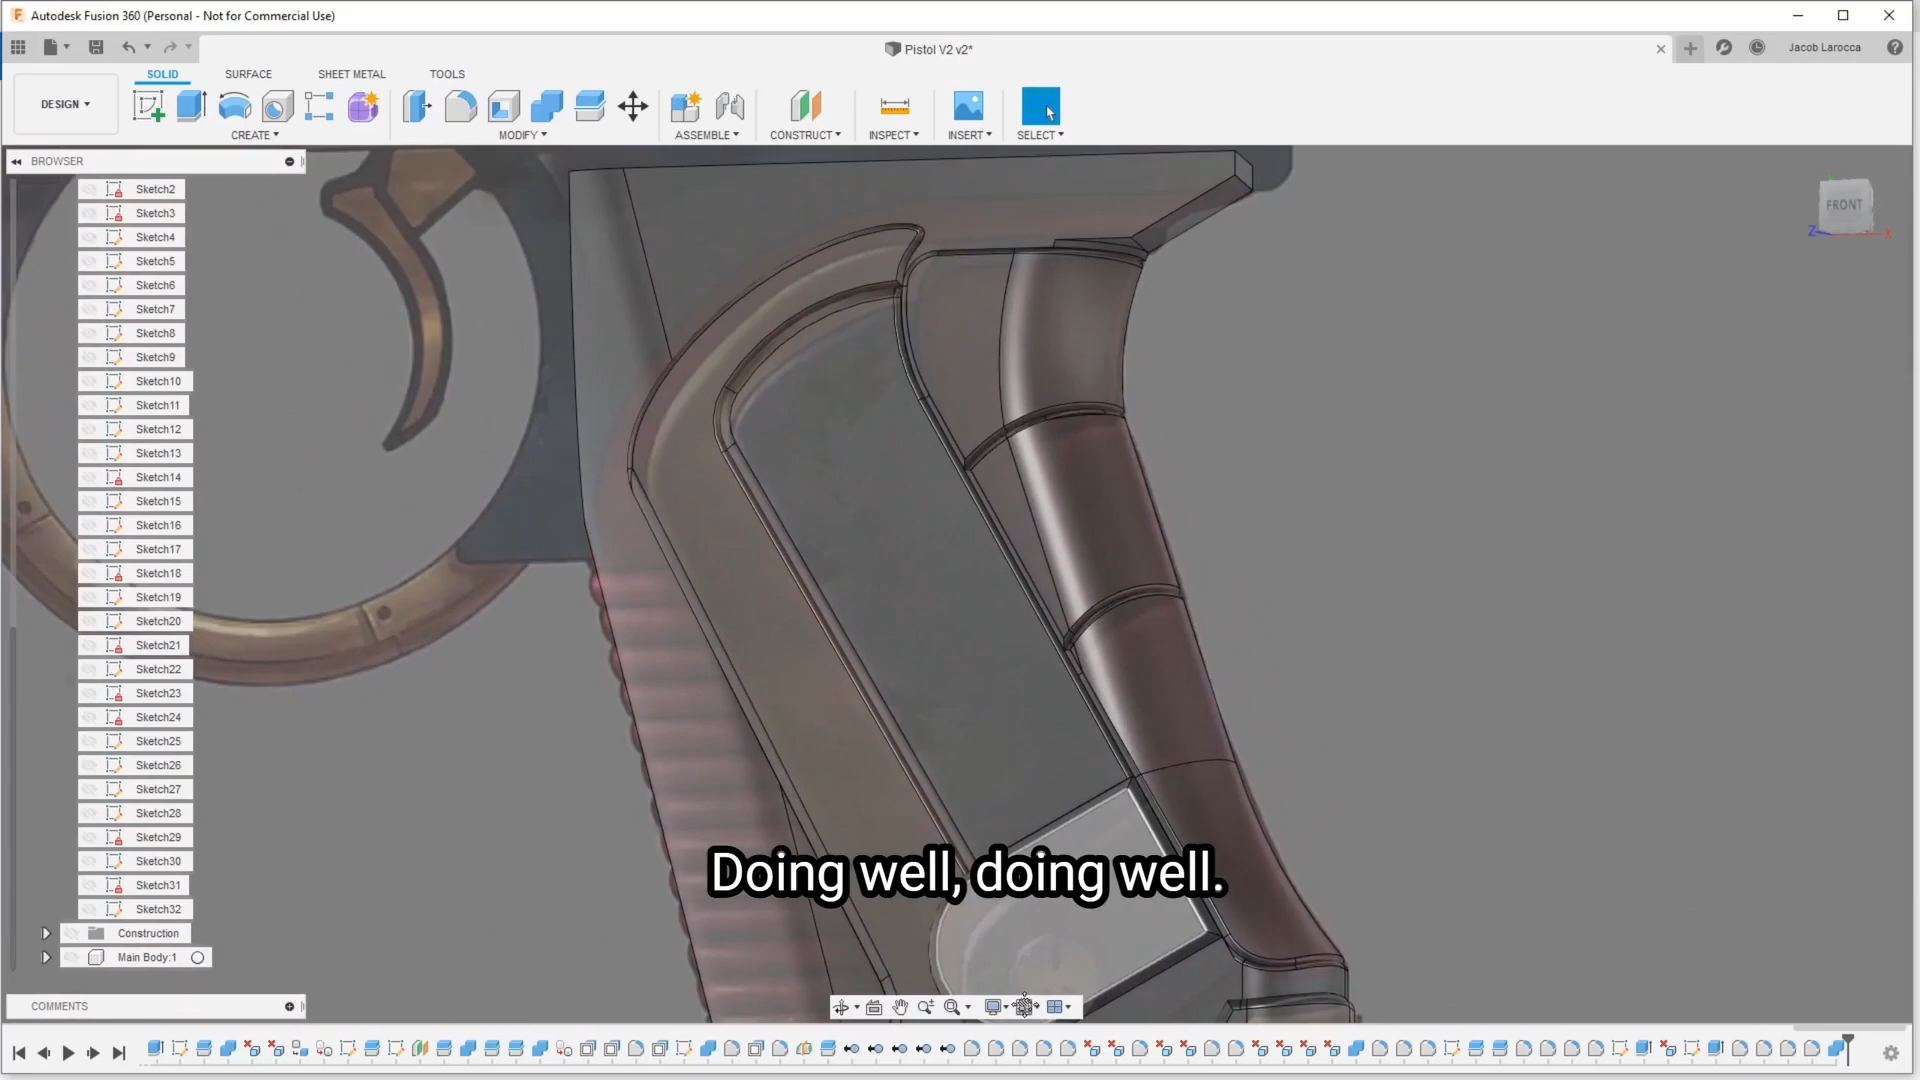 Autodesk Fusion 360 (Personal - Not for Commercial Use)
Pistol V2 v2*
Jacob Larocca
DESIGN
SOLID
SURFACE
SHEET METAL
TOOLS
CREATE
MODIFY
ASSEMBLE
CONSTRUCT
INSPECT
INSERT
SELECT
BROWSER
Sketch2
Sketch3
Sketch4
Sketch5
Sketch6
Sketch7
Sketch8
Sketch9
Sketch10
Sketch11
Sketch12
Sketch13
Sketch14
Sketch15
Sketch16
Sketch17
Sketch18
Sketch19
Sketch20
Sketch21
Sketch22
Sketch23
Sketch24
Sketch25
Sketch26
Sketch27
Sketch28
Sketch29
Sketch30
Sketch31
Sketch32
Construction
Main Body:1
FRONT
Z
X
Doing well, doing well.
COMMENTS